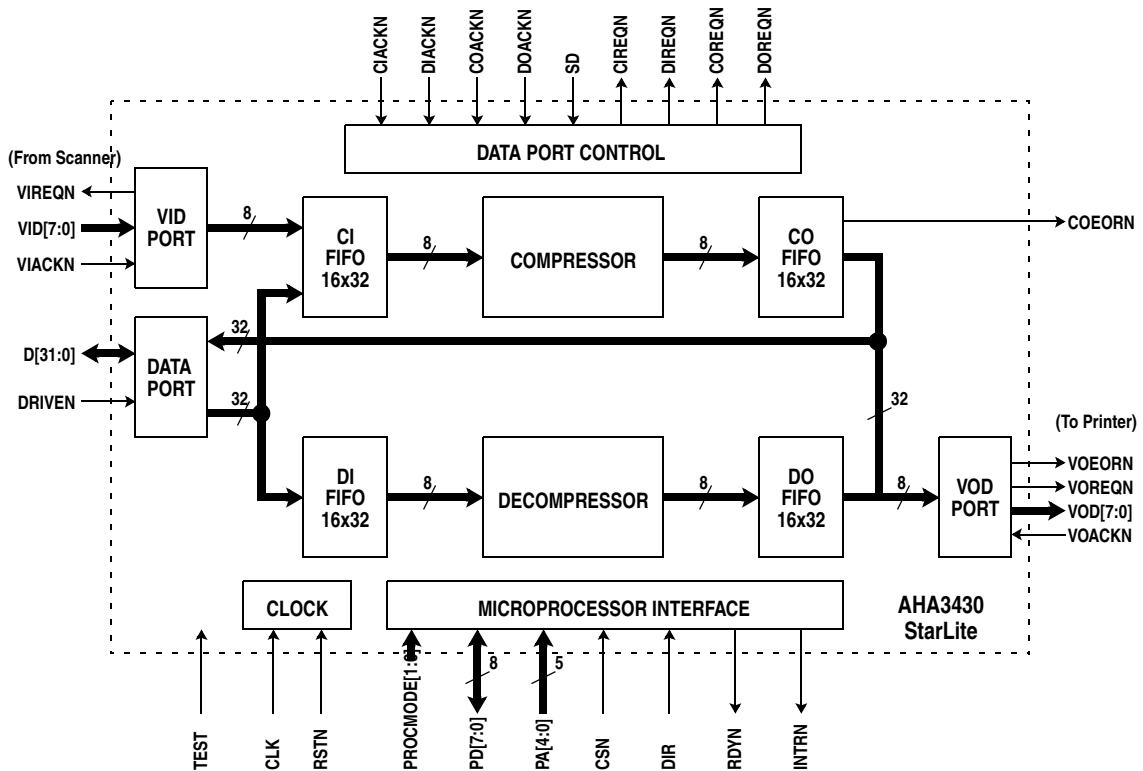 CIACKN
DIACKN
COACKN
DOACKN
SD
CIREQN
DIREQN
COREQN
DOREQN
DATA PORT CONTROL
(From Scanner)
VIREQN
VID[7:0]
VIACKN
VID
PORT
8
CI
FIFO
16x32
8
COMPRESSOR
8
CO
FIFO
16x32
COEORN
D[31:0]
DRIVEN
DATA
PORT
32
32
32
(To Printer)
DI
FIFO
16x32
8
DECOMPRESSOR
8
DO
FIFO
16x32
8
VOD
PORT
VOEORN
VOREQN
VOD[7:0]
VOACKN
CLOCK
MICROPROCESSOR INTERFACE
AHA3430
StarLite
TEST
CLK
RSTN
PROCMODE[1:0]
8
PD[7:0]
5
PA[4:0]
CSN
DIR
RDYN
INTRN